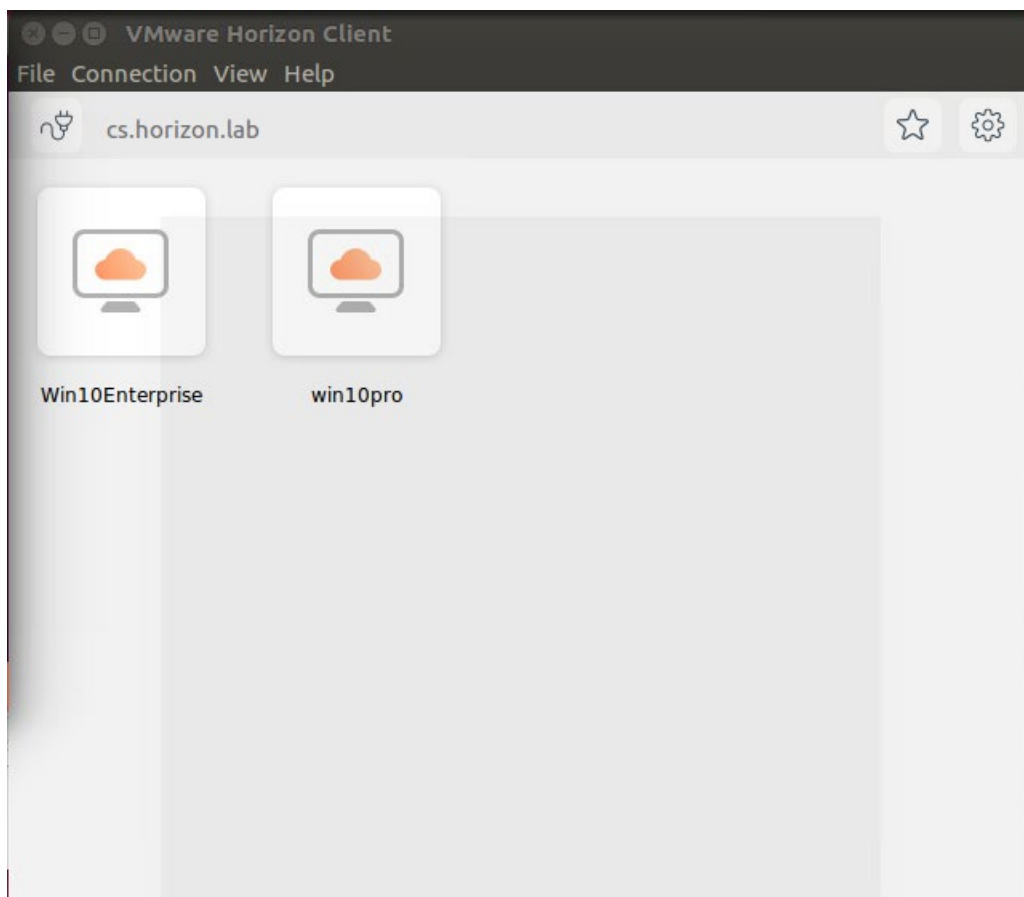 VMware Horizon Client
File Connection View Help
cs.horizon.lab
Win10Enterprise win10pro